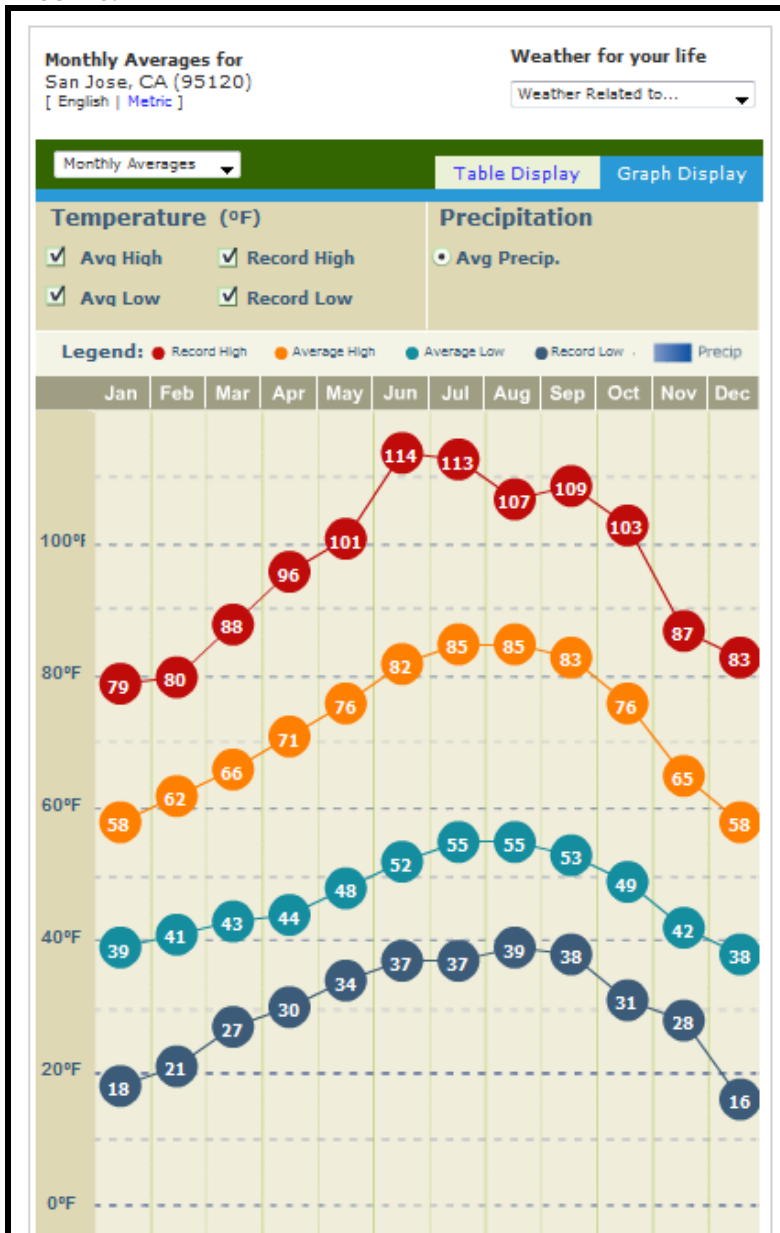 Monthly Averages for
San Jose, CA (95120)
[ English | Metric ]
Weather for your life
Weather Related to...
Monthly Averages
Table Display
Graph Display
Temperature (ºF)
Avg High
Record High
Avg Low
Record Low
Precipitation
Avg Precip.
Legend: Record High Average High Average Low Record Low Precip
Jan Feb Mar Apr May Jun Jul Aug Sep Oct Nov Dec
100ºF
80ºF
60ºF
40ºF
20ºF
0ºF
79 80 88 96 101 114 113 107 109 103 87 83
58 62 66 71 76 82 85 85 83 76 65 58
39 41 43 44 48 52 55 55 53 49 42 38
18 21 27 30 34 37 37 39 38 31 28 16